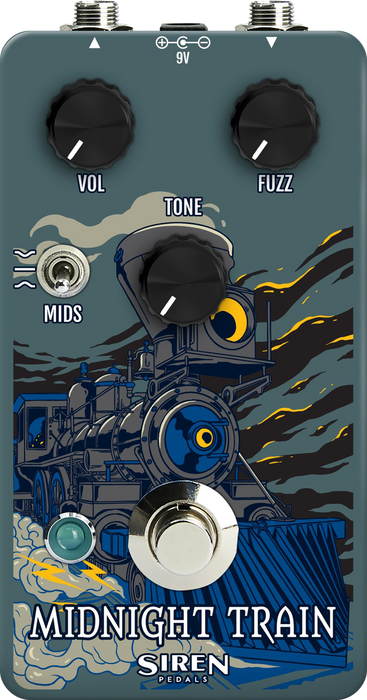 9V
VOL
FUZZ
TONE
MIDS
MIDNIGHT TRAIN
SIREN
PEDALS